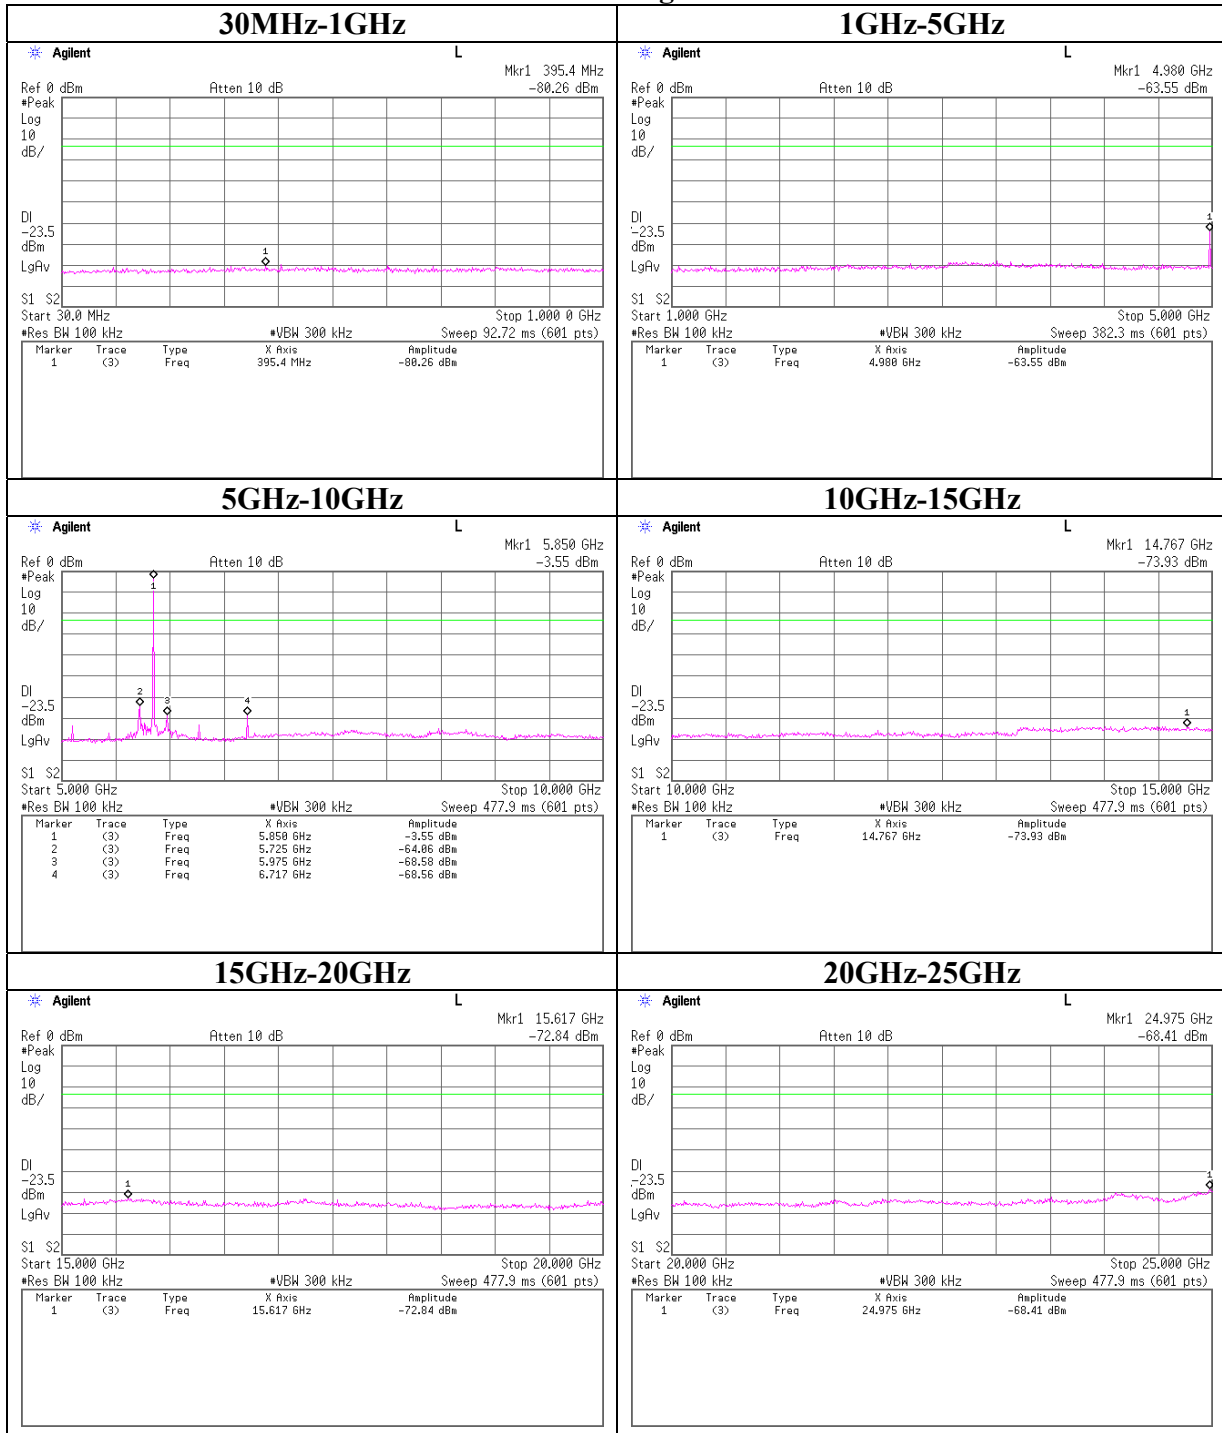 30MHz-1GHz
Agilent L
Mkr1 395.4 MHz
Ref 0 dBm Atten 10 dB -80.26 dBm
#Peak
Log
10
dB/
DI
-23.5
dBm
LgAv
1
S1 S2
Start 30.0 MHz Stop 1.000 0 GHz
#Res BW 100 kHz #VBW 300 kHz Sweep 92.72 ms (601 pts)
Marker Trace Type X Axis Amplitude
1 (3) Freq 395.4 MHz -80.26 dBm
1GHz-5GHz
Agilent L
Mkr1 4.980 GHz
Ref 0 dBm Atten 10 dB -63.55 dBm
#Peak
Log
10
dB/
DI
-23.5
dBm
LgAv
1
S1 S2
Start 1.000 GHz Stop 5.000 GHz
#Res BW 100 kHz #VBW 300 kHz Sweep 382.3 ms (601 pts)
Marker Trace Type X Axis Amplitude
1 (3) Freq 4.980 GHz -63.55 dBm
5GHz-10GHz
Agilent L
Mkr1 5.850 GHz
Ref 0 dBm Atten 10 dB -3.55 dBm
#Peak
Log
10
dB/
DI
-23.5
dBm
LgAv
1
2 3 4
S1 S2
Start 5.000 GHz Stop 10.000 GHz
#Res BW 100 kHz #VBW 300 kHz Sweep 477.9 ms (601 pts)
Marker Trace Type X Axis Amplitude
1 (3) Freq 5.850 GHz -3.55 dBm
2 (3) Freq 5.725 GHz -64.06 dBm
3 (3) Freq 5.975 GHz -68.58 dBm
4 (3) Freq 6.717 GHz -68.56 dBm
10GHz-15GHz
Agilent L
Mkr1 14.767 GHz
Ref 0 dBm Atten 10 dB -73.93 dBm
#Peak
Log
10
dB/
DI
-23.5
dBm
LgAv
1
S1 S2
Start 10.000 GHz Stop 15.000 GHz
#Res BW 100 kHz #VBW 300 kHz Sweep 477.9 ms (601 pts)
Marker Trace Type X Axis Amplitude
1 (3) Freq 14.767 GHz -73.93 dBm
15GHz-20GHz
Agilent L
Mkr1 15.617 GHz
Ref 0 dBm Atten 10 dB -72.84 dBm
#Peak
Log
10
dB/
DI
-23.5
dBm
LgAv
1
S1 S2
Start 15.000 GHz Stop 20.000 GHz
#Res BW 100 kHz #VBW 300 kHz Sweep 477.9 ms (601 pts)
Marker Trace Type X Axis Amplitude
1 (3) Freq 15.617 GHz -72.84 dBm
20GHz-25GHz
Agilent L
Mkr1 24.975 GHz
Ref 0 dBm Atten 10 dB -68.41 dBm
#Peak
Log
10
dB/
DI
-23.5
dBm
LgAv
1
S1 S2
Start 20.000 GHz Stop 25.000 GHz
#Res BW 100 kHz #VBW 300 kHz Sweep 477.9 ms (601 pts)
Marker Trace Type X Axis Amplitude
1 (3) Freq 24.975 GHz -68.41 dBm